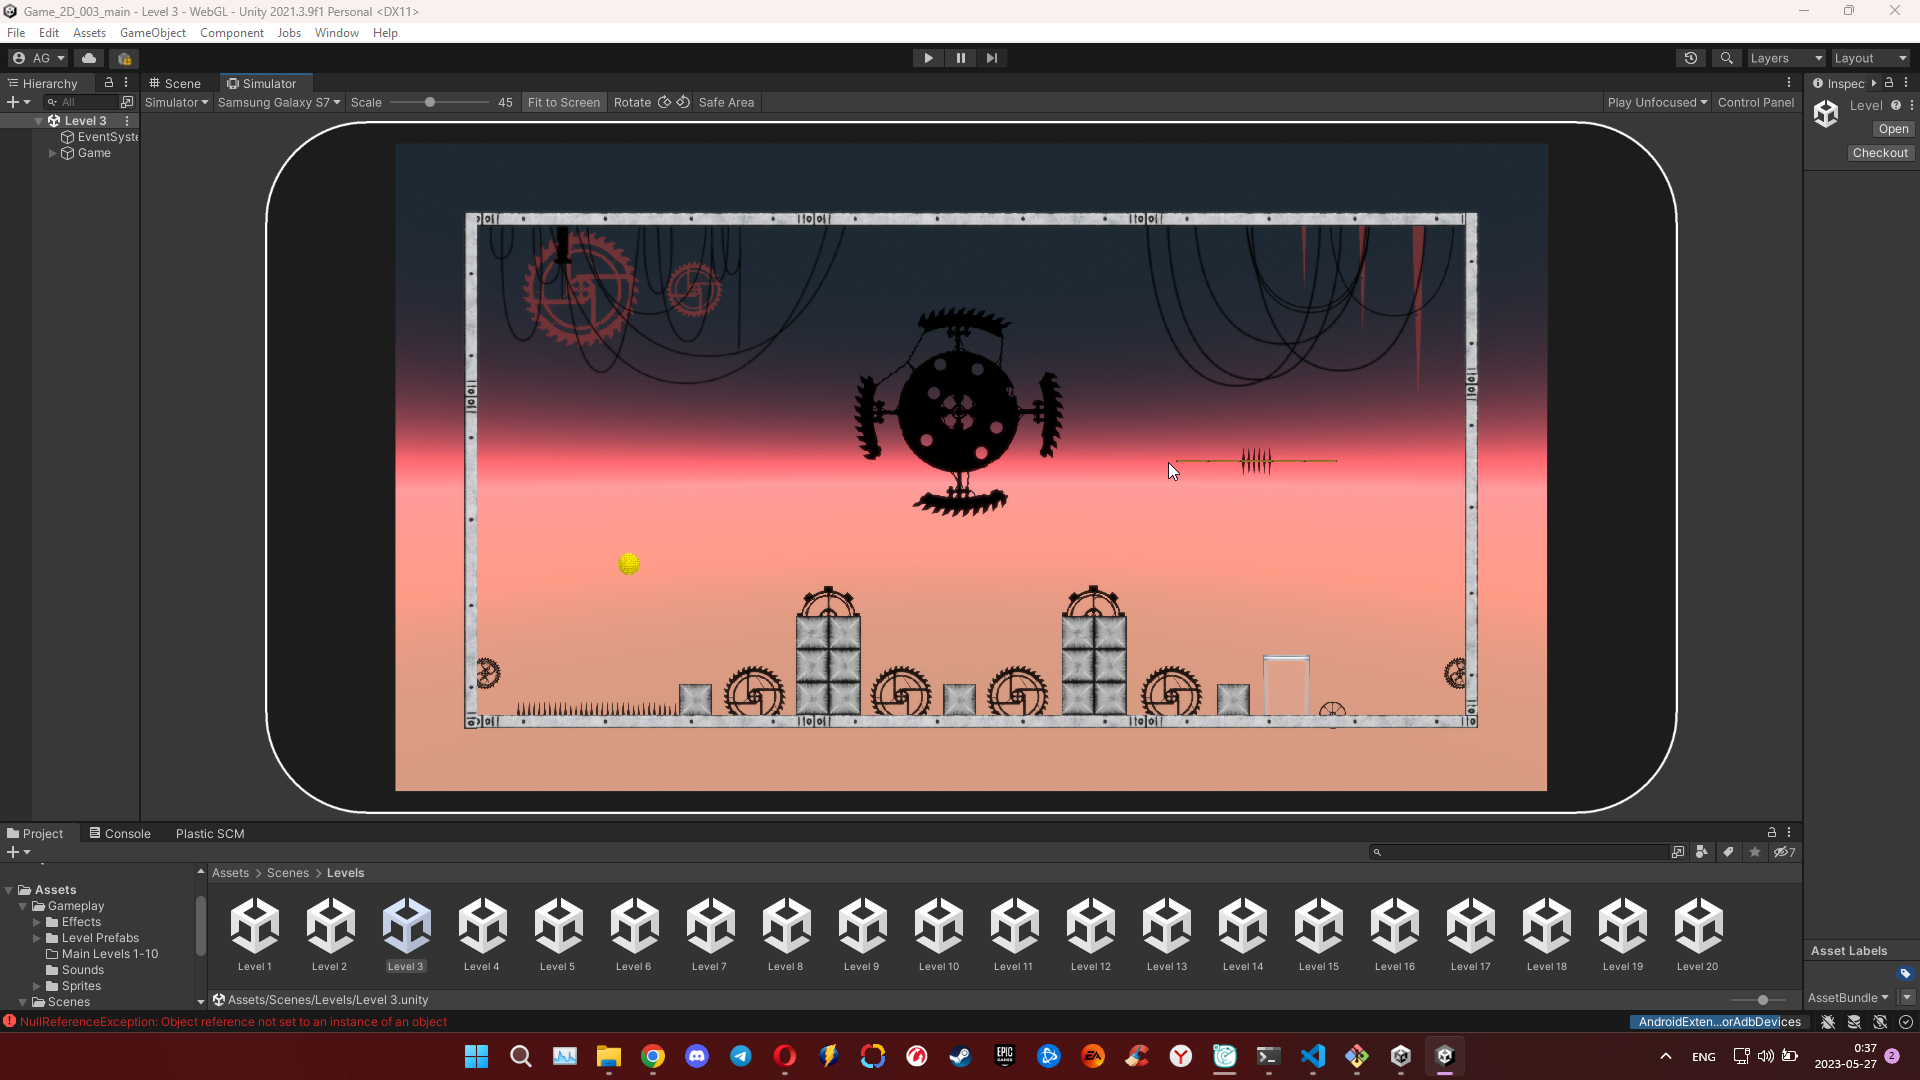 Game_2D_003_main - Level 3 - WebGL - Unity 2021.3.9f1 Personal <DX11>
File Edit Assets GameObject Component Jobs Window Help
AG Layers Layout
Hierarchy Scene Simulator Inspec
All Simulator Samsung Galaxy S7 Scale 45 Fit to Screen Rotate Safe Area Play Unfocused Control Panel Level
Level 3
Open
EventSyste
Game
Checkout
Project Console Plastic SCM
7
Assets > Scenes > Levels
Assets
Gameplay
Effects
Level Prefabs
Main Levels 1-10
Sounds
Sprites
Scenes
Level 1 Level 2 Level 3 Level 4 Level 5 Level 6 Level 7 Level 8 Level 9 Level 10 Level 11 Level 12 Level 13 Level 14 Level 15 Level 16 Level 17 Level 18 Level 19 Level 20
Asset Labels
Assets/Scenes/Levels/Level 3.unity
AssetBundle
NullReferenceException: Object reference not set to an instance of an object
AndroidExten...orAdbDevices
EPIC GAMES
EA
ENG
0:37
2023-05-27
2